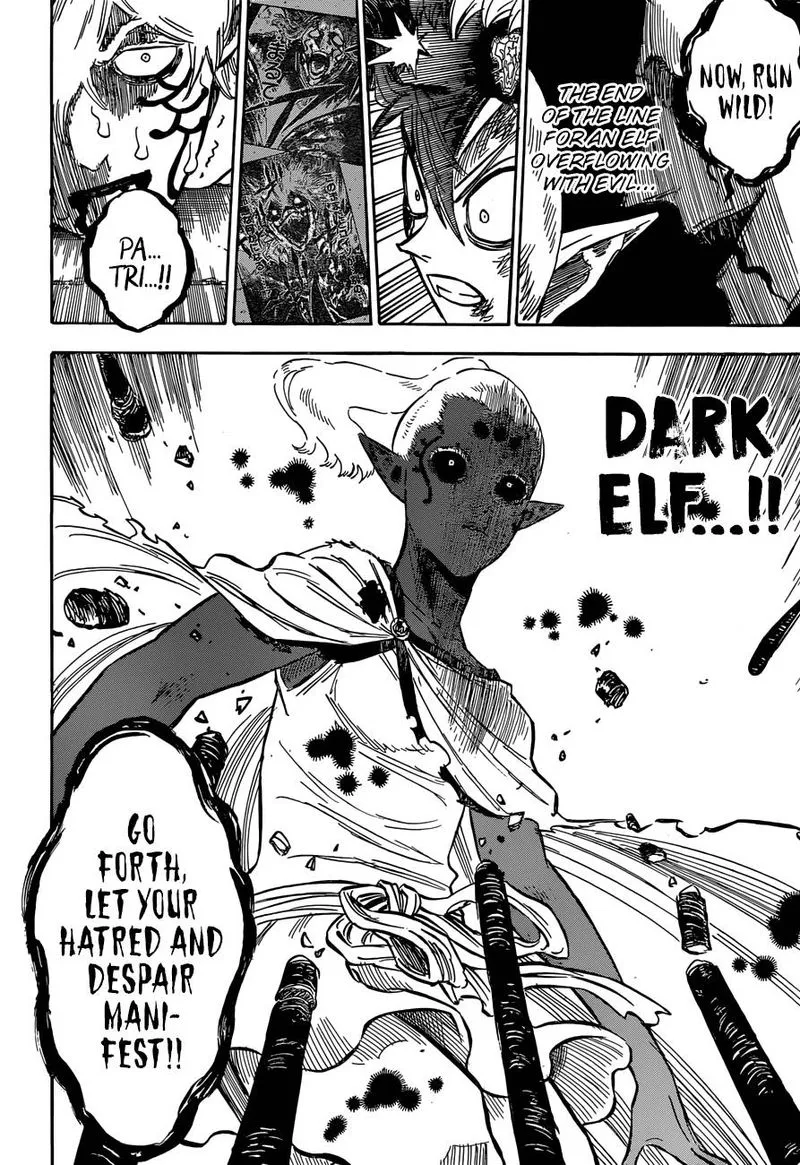 NOW, RUN
WILD!
THE END
OF THE LINE
FOR AN ELF
OVERFLOWING
WITH EVIL...
PA...
TRI...!!
DARK
ELF...!!
GO
FORTH,
LET YOUR
HATRED AND
DESPAIR
MANI-
FEST!!